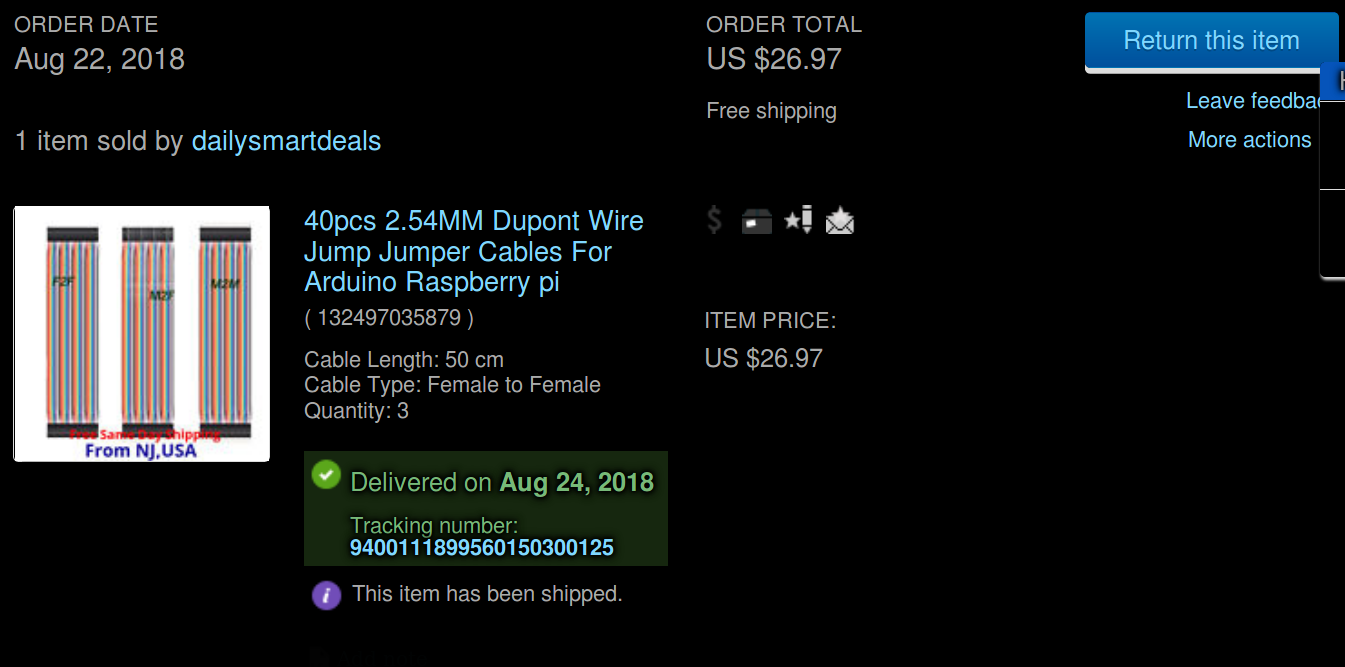 ORDER DATE
Aug 22, 2018
ORDER TOTAL
US $26.97
Free shipping
Return this item
Leave feedba
More actions
1 item sold by dailysmartdeals
F2F
M2F
M2M
Free Same Day Shipping
From NJ,USA
40pcs 2.54MM Dupont Wire
Jump Jumper Cables For
Arduino Raspberry pi
( 132497035879 )
Cable Length: 50 cm
Cable Type: Female to Female
Quantity: 3
ITEM PRICE:
US $26.97
Delivered on Aug 24, 2018
Tracking number:
9400111899560150300125
This item has been shipped.